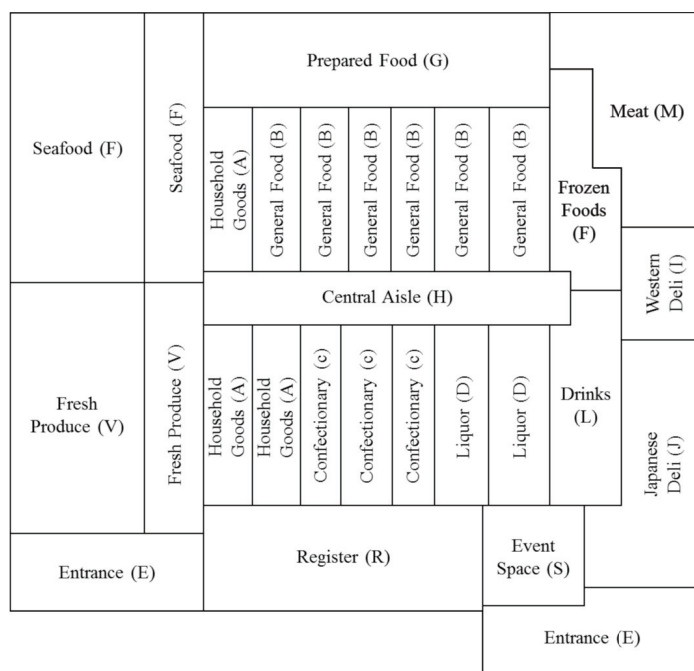 Prepared Food (G)
Meat (M)
Seafood (F)
Seafood (F)
Household
Goods (A)
General Food (B)
General Food (B)
General Food (B)
General Food (B)
General Food (B)
General Food (B)
Frozen
Foods
(F)
Western
Deli (I)
Central Aisle (H)
Fresh
Produce (V)
Fresh Produce (V)
Household
Goods (A)
Household
Goods (A)
Confectionary (c)
Confectionary (c)
Confectionary (c)
Liquor (D)
Liquor (D)
Drinks
(L)
Japanese
Deli (J)
Entrance (E)
Register (R)
Event
Space (S)
Entrance (E)